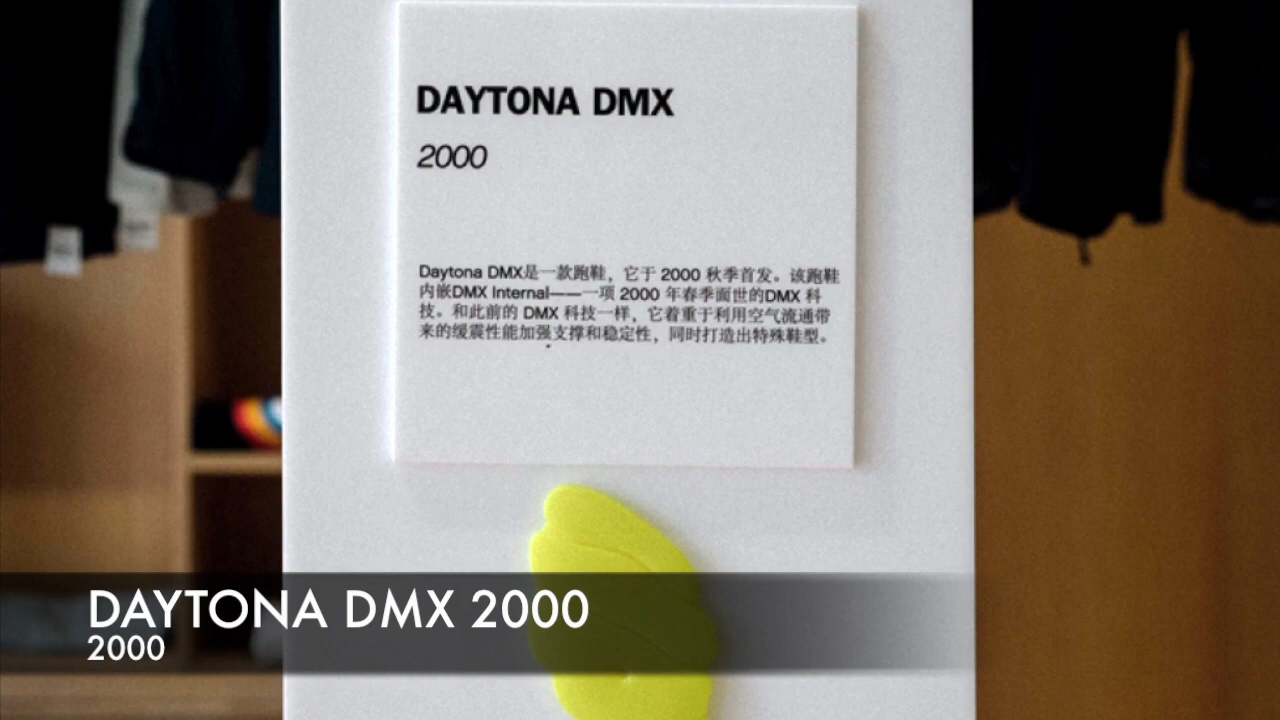 DAYTONA DMX
2000
Daytona DMX是一款跑鞋，它于 2000 秋季首发。该跑鞋
内嵌DMX Internal——一项 2000 年春季面世的DMX 科
技。和此前的 DMX 科技一样，它着重于利用空气流通带
来的缓震性能加强支撑和稳定性，同时打造出特殊鞋型。
DAYTONA DMX 2000
2000